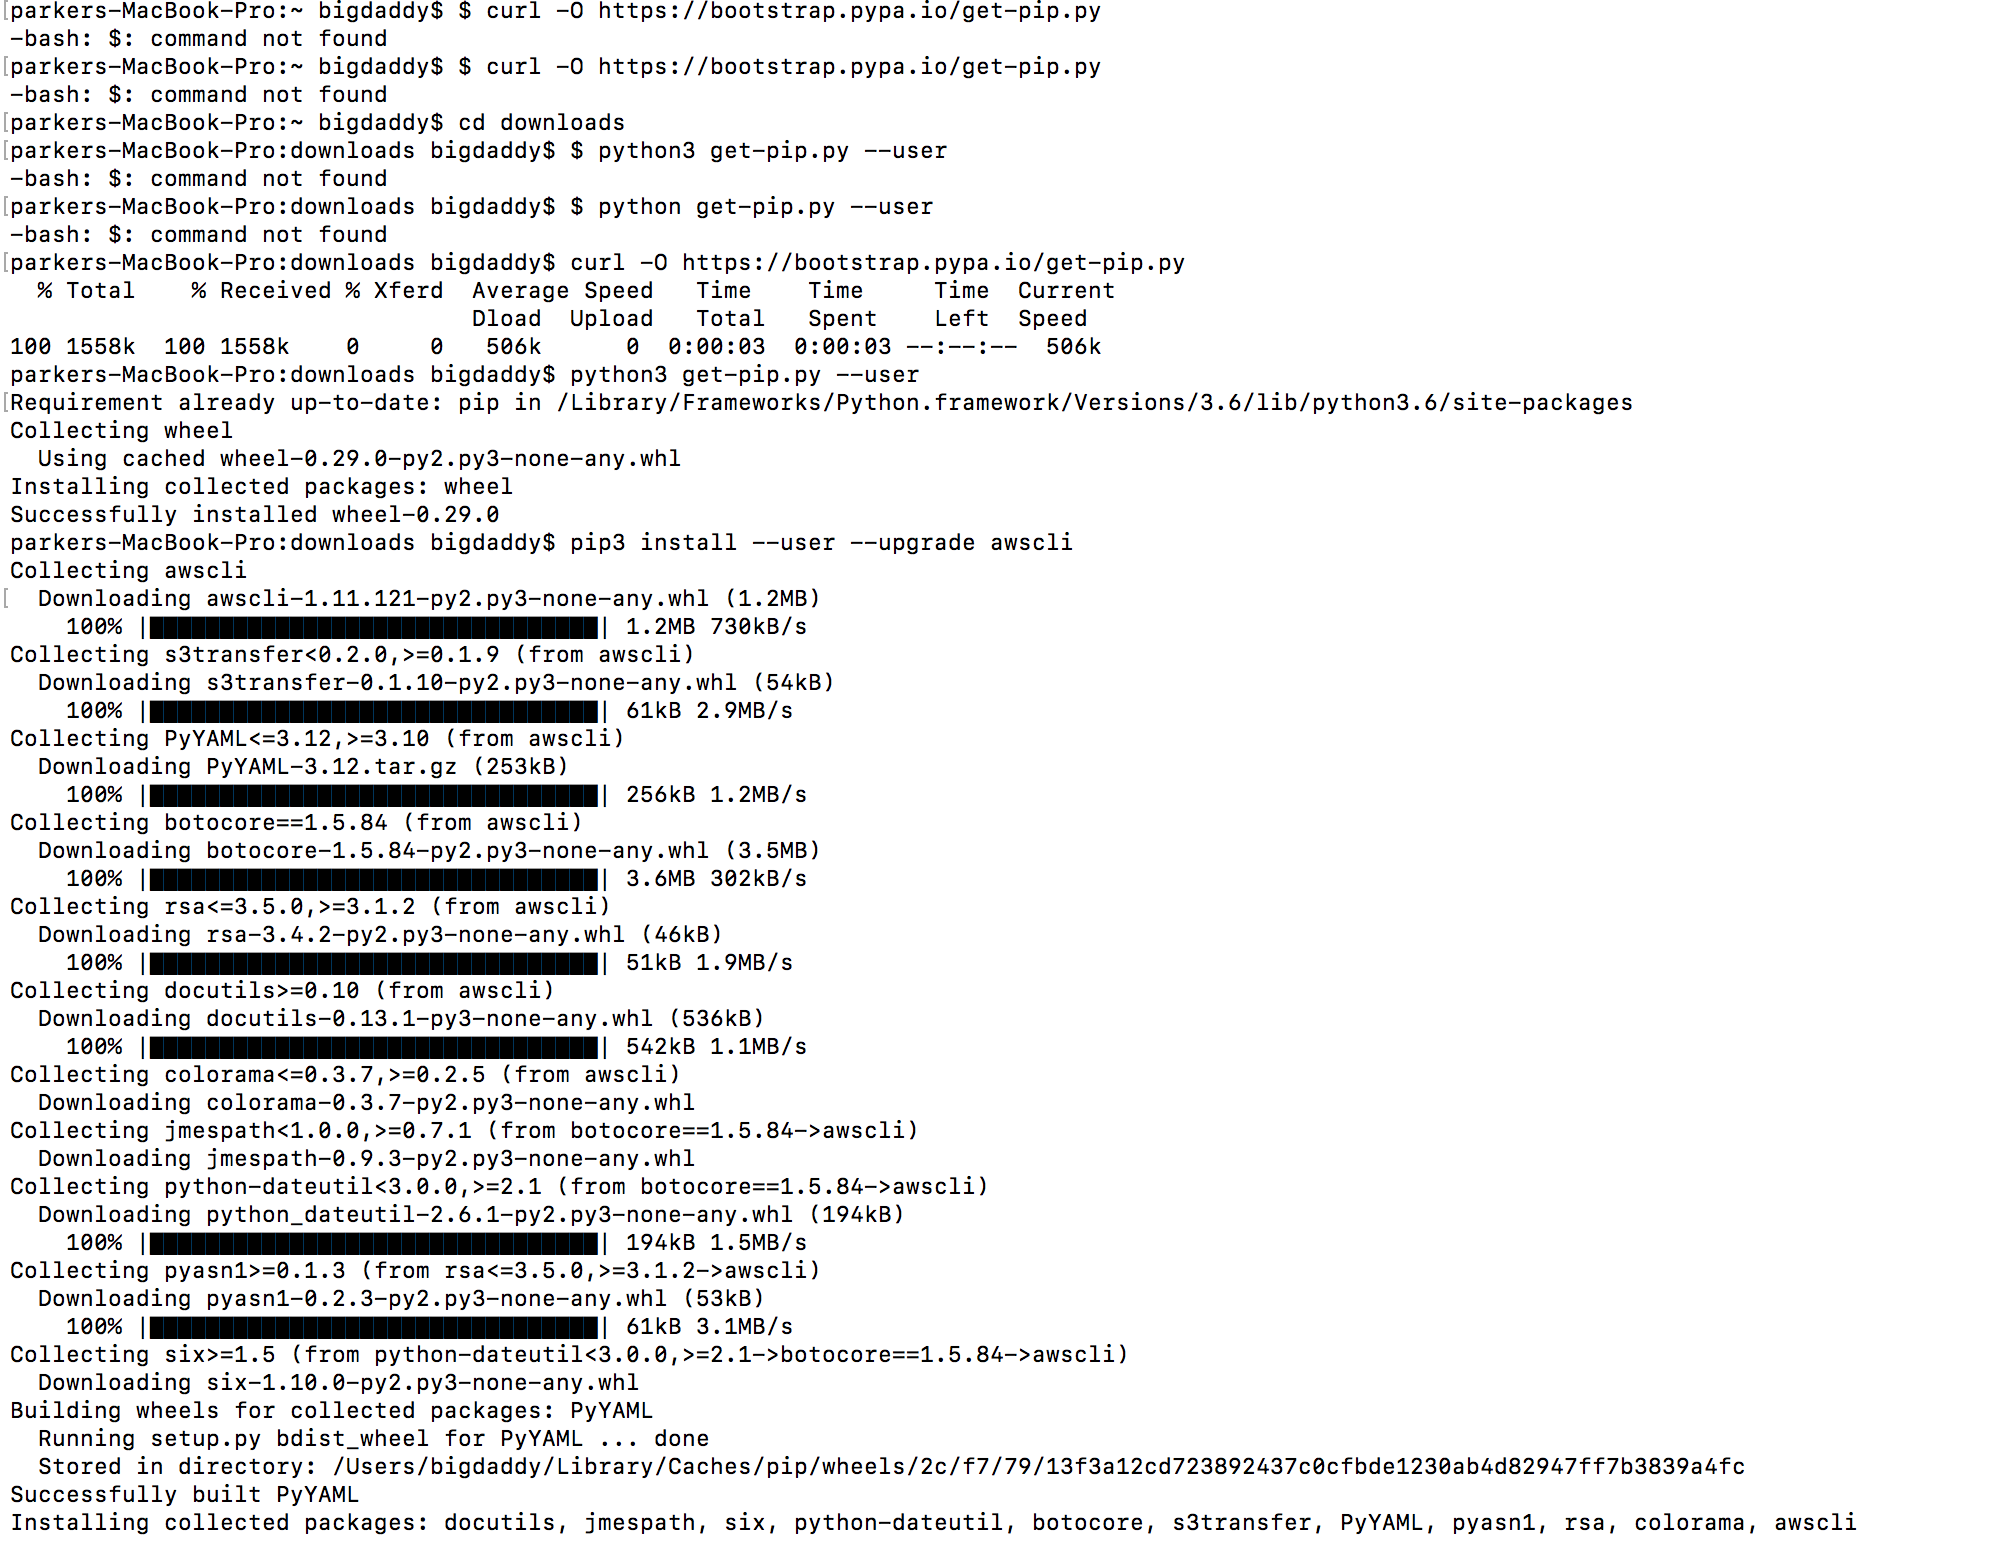 parkers-MacBook-Pro:~ bigdaddy$ $ curl -O https://bootstrap.pypa.io/get-pip.py
-bash: $: command not found
parkers-MacBook-Pro:~ bigdaddy$ $ curl -O https://bootstrap.pypa.io/get-pip.py
-bash: $: command not found
parkers-MacBook-Pro:~ bigdaddy$ cd downloads
parkers-MacBook-Pro:downloads bigdaddy$ $ python3 get-pip.py --user
-bash: $: command not found
parkers-MacBook-Pro:downloads bigdaddy$ $ python get-pip.py --user
-bash: $: command not found
parkers-MacBook-Pro:downloads bigdaddy$ curl -O https://bootstrap.pypa.io/get-pip.py
  % Total    % Received % Xferd  Average Speed   Time    Time     Time  Current
                                 Dload  Upload   Total   Spent    Left  Speed
100 1558k  100 1558k    0     0   506k      0  0:00:03  0:00:03 --:--:--  506k
parkers-MacBook-Pro:downloads bigdaddy$ python3 get-pip.py --user
Requirement already up-to-date: pip in /Library/Frameworks/Python.framework/Versions/3.6/lib/python3.6/site-packages
Collecting wheel
  Using cached wheel-0.29.0-py2.py3-none-any.whl
Installing collected packages: wheel
Successfully installed wheel-0.29.0
parkers-MacBook-Pro:downloads bigdaddy$ pip3 install --user --upgrade awscli
Collecting awscli
  Downloading awscli-1.11.121-py2.py3-none-any.whl (1.2MB)
    100% |████████████████████████████████| 1.2MB 730kB/s
Collecting s3transfer<0.2.0,>=0.1.9 (from awscli)
  Downloading s3transfer-0.1.10-py2.py3-none-any.whl (54kB)
    100% |████████████████████████████████| 61kB 2.9MB/s
Collecting PyYAML<=3.12,>=3.10 (from awscli)
  Downloading PyYAML-3.12.tar.gz (253kB)
    100% |████████████████████████████████| 256kB 1.2MB/s
Collecting botocore==1.5.84 (from awscli)
  Downloading botocore-1.5.84-py2.py3-none-any.whl (3.5MB)
    100% |████████████████████████████████| 3.6MB 302kB/s
Collecting rsa<=3.5.0,>=3.1.2 (from awscli)
  Downloading rsa-3.4.2-py2.py3-none-any.whl (46kB)
    100% |████████████████████████████████| 51kB 1.9MB/s
Collecting docutils>=0.10 (from awscli)
  Downloading docutils-0.13.1-py3-none-any.whl (536kB)
    100% |████████████████████████████████| 542kB 1.1MB/s
Collecting colorama<=0.3.7,>=0.2.5 (from awscli)
  Downloading colorama-0.3.7-py2.py3-none-any.whl
Collecting jmespath<1.0.0,>=0.7.1 (from botocore==1.5.84->awscli)
  Downloading jmespath-0.9.3-py2.py3-none-any.whl
Collecting python-dateutil<3.0.0,>=2.1 (from botocore==1.5.84->awscli)
  Downloading python_dateutil-2.6.1-py2.py3-none-any.whl (194kB)
    100% |████████████████████████████████| 194kB 1.5MB/s
Collecting pyasn1>=0.1.3 (from rsa<=3.5.0,>=3.1.2->awscli)
  Downloading pyasn1-0.2.3-py2.py3-none-any.whl (53kB)
    100% |████████████████████████████████| 61kB 3.1MB/s
Collecting six>=1.5 (from python-dateutil<3.0.0,>=2.1->botocore==1.5.84->awscli)
  Downloading six-1.10.0-py2.py3-none-any.whl
Building wheels for collected packages: PyYAML
  Running setup.py bdist_wheel for PyYAML ... done
  Stored in directory: /Users/bigdaddy/Library/Caches/pip/wheels/2c/f7/79/13f3a12cd723892437c0cfbde1230ab4d82947ff7b3839a4fc
Successfully built PyYAML
Installing collected packages: docutils, jmespath, six, python-dateutil, botocore, s3transfer, PyYAML, pyasn1, rsa, colorama, awscli